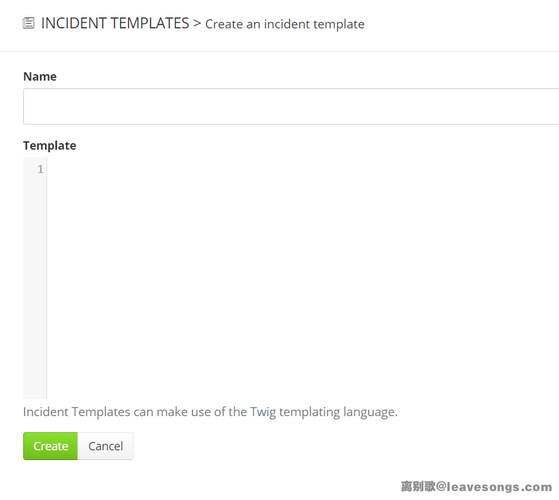 INCIDENT TEMPLATES > Create an incident template
Name
Template
1
Incident Templates can make use of the Twig templating language.
Create Cancel
离别歌@leavesongs.com